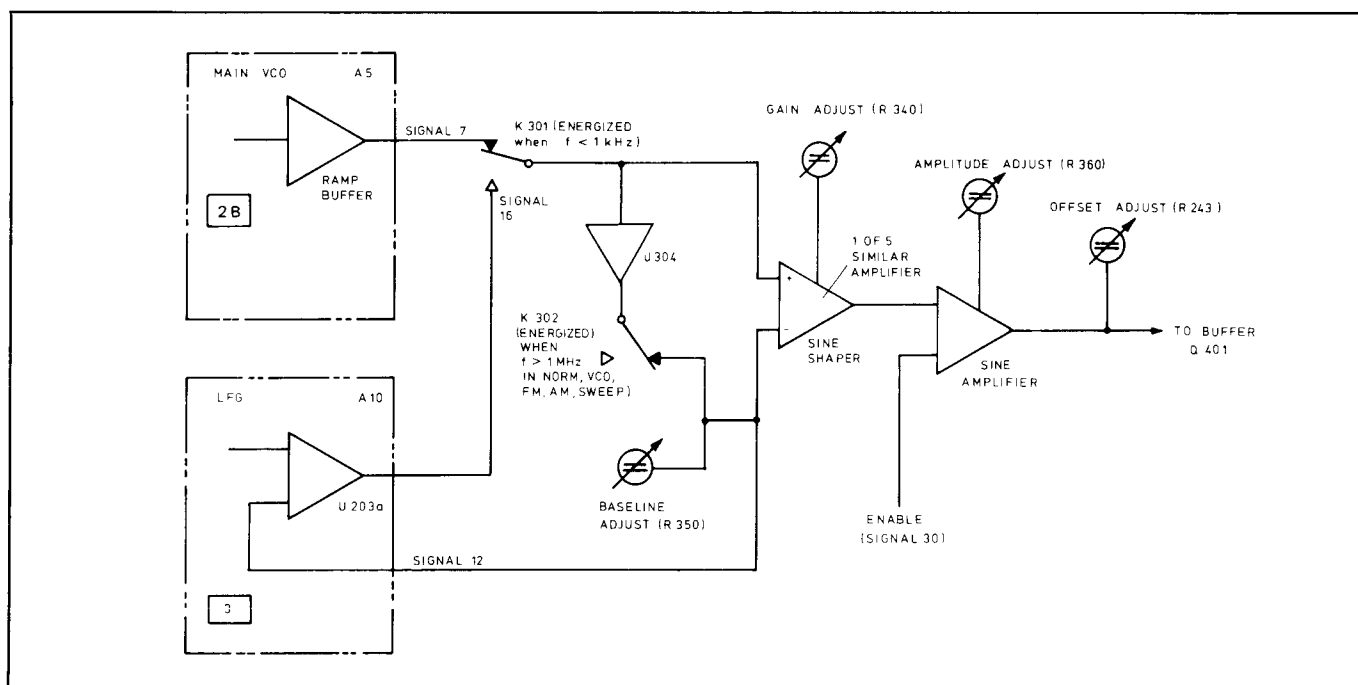 MAIN VCO A5
RAMP
BUFFER
2B
SIGNAL 7
K 301 (ENERGIZED
when f < 1 kHz)
SIGNAL
16
U304
K 302
(ENERGIZED)
WHEN
f > 1 MHz
IN NORM, VCO,
FM, AM, SWEEP)
BASELINE
ADJUST (R 350)
GAIN ADJUST (R 340)
1 OF 5
SIMILAR
AMPLIFIER
SINE
SHAPER
AMPLITUDE ADJUST (R 360)
OFFSET ADJUST (R 243)
SINE
AMPLIFIER
TO BUFFER
Q 401
ENABLE
(SIGNAL 30)
LFG A10
U203a
SIGNAL 12
3
+
-